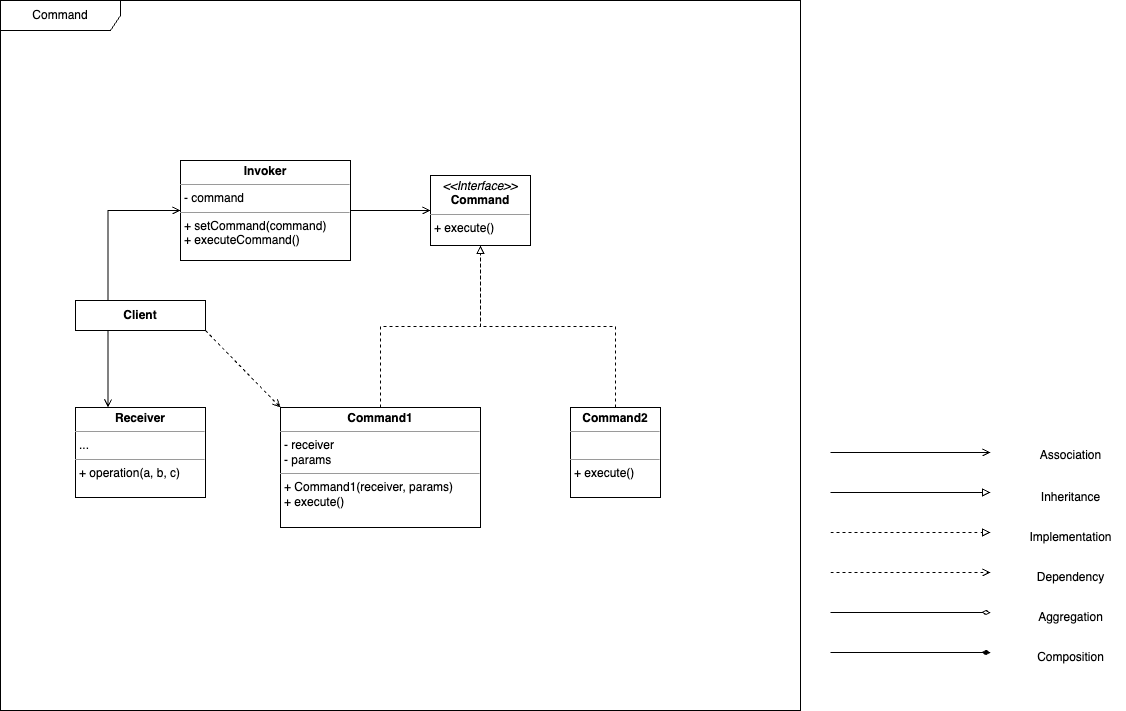 Command
Invoker
- command
+ setCommand(command)
+ executeCommand()
<<Interface>>
Command
+ execute()
Client
Receiver
...
+ operation(a, b, c)
Command1
- receiver
- params
+ Command1(receiver, params)
+ execute()
Command2
+ execute()
Association
Inheritance
Implementation
Dependency
Aggregation
Composition